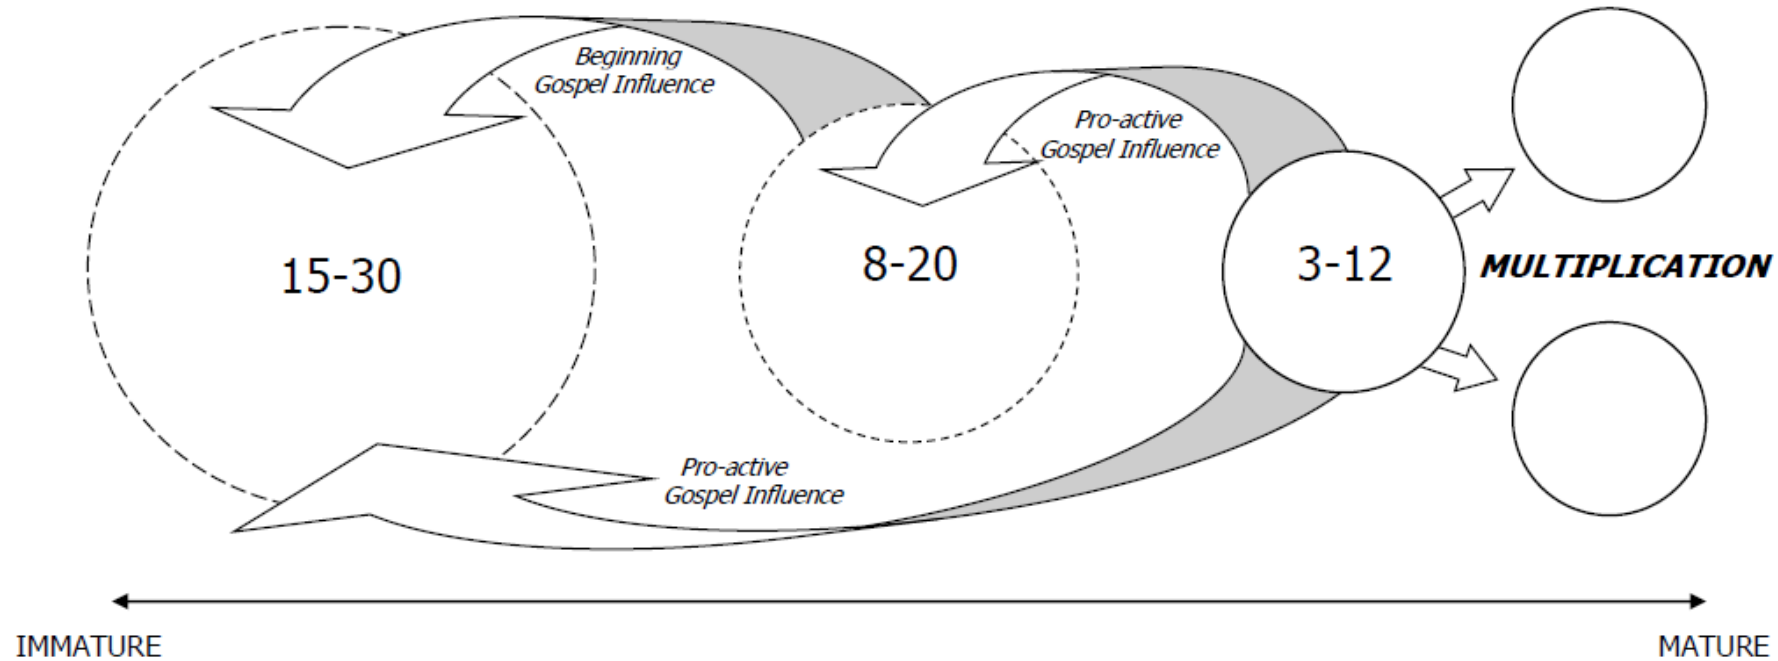 Beginning
Gospel Influence
Pro-active
Gospel Influence
15-30
8-20
3-12
MULTIPLICATION
Pro-active
Gospel Influence
IMMATURE
MATURE